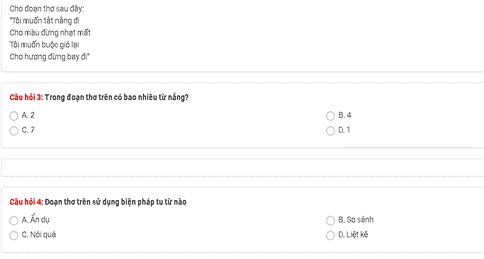 Cho đoạn thơ sau đây:
"Tôi muốn tắt nắng đi
Cho màu đừng nhạt mất
Tôi muốn buộc gió lại
Cho hương đừng bay đi"
Câu hỏi 3: Trong đoạn thơ trên có bao nhiêu từ nắng?
A. 2
B. 4
C. 7
D. 1
Câu hỏi 4: Đoạn thơ trên sử dụng biện pháp tu từ nào
A. Ẩn dụ
B. So sánh
C. Nói quá
D. Liệt kê